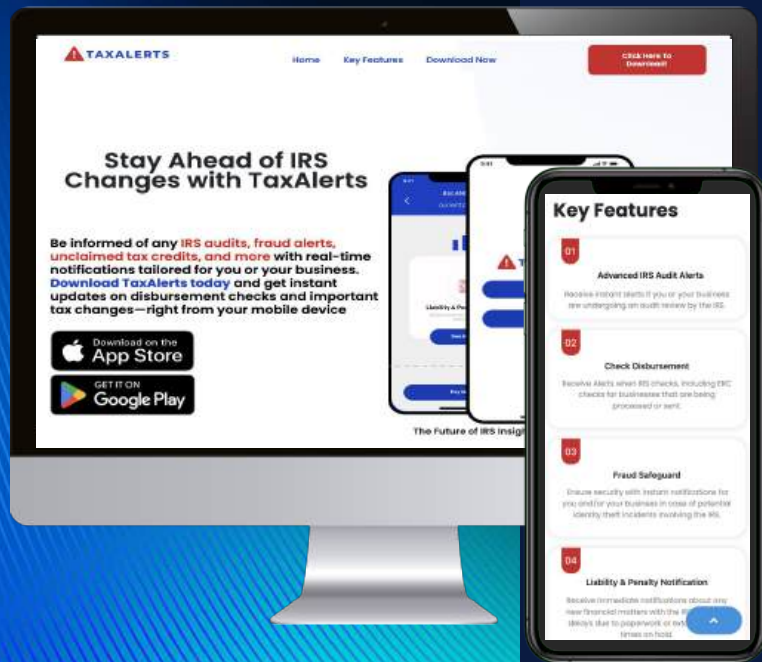 TAXALERTS
Home Key Features Download Now
Click Here To
Download!
Stay Ahead of IRS
Changes with TaxAlerts
Be informed of any IRS audits, fraud alerts,
unclaimed tax credits, and more with real-time
notifications tailored for you or your business.
Download TaxAlerts today and get instant
updates on disbursement checks and important
tax changes—right from your mobile device
Download on the
App Store
GET IT ON
Google Play
9:41
Liability & Pe
The Future of IRS Insigh
Key Features
01
Advanced IRS Audit Alerts
Receive instant alerts if you or your business
are undergoing an audit review by the IRS.
02
Check Disbursement
Receive Alerts when IRS checks, including ERC
checks for businesses that are being
processed or sent.
03
Fraud Safeguard
Ensure security with instant notifications for
you and/or your business in case of potential
identity theft incidents involving the IRS.
04
Liability & Penalty Notification
Receive immediate notifications about any
new financial matters with the
delays due to paperwork or
times on hold.